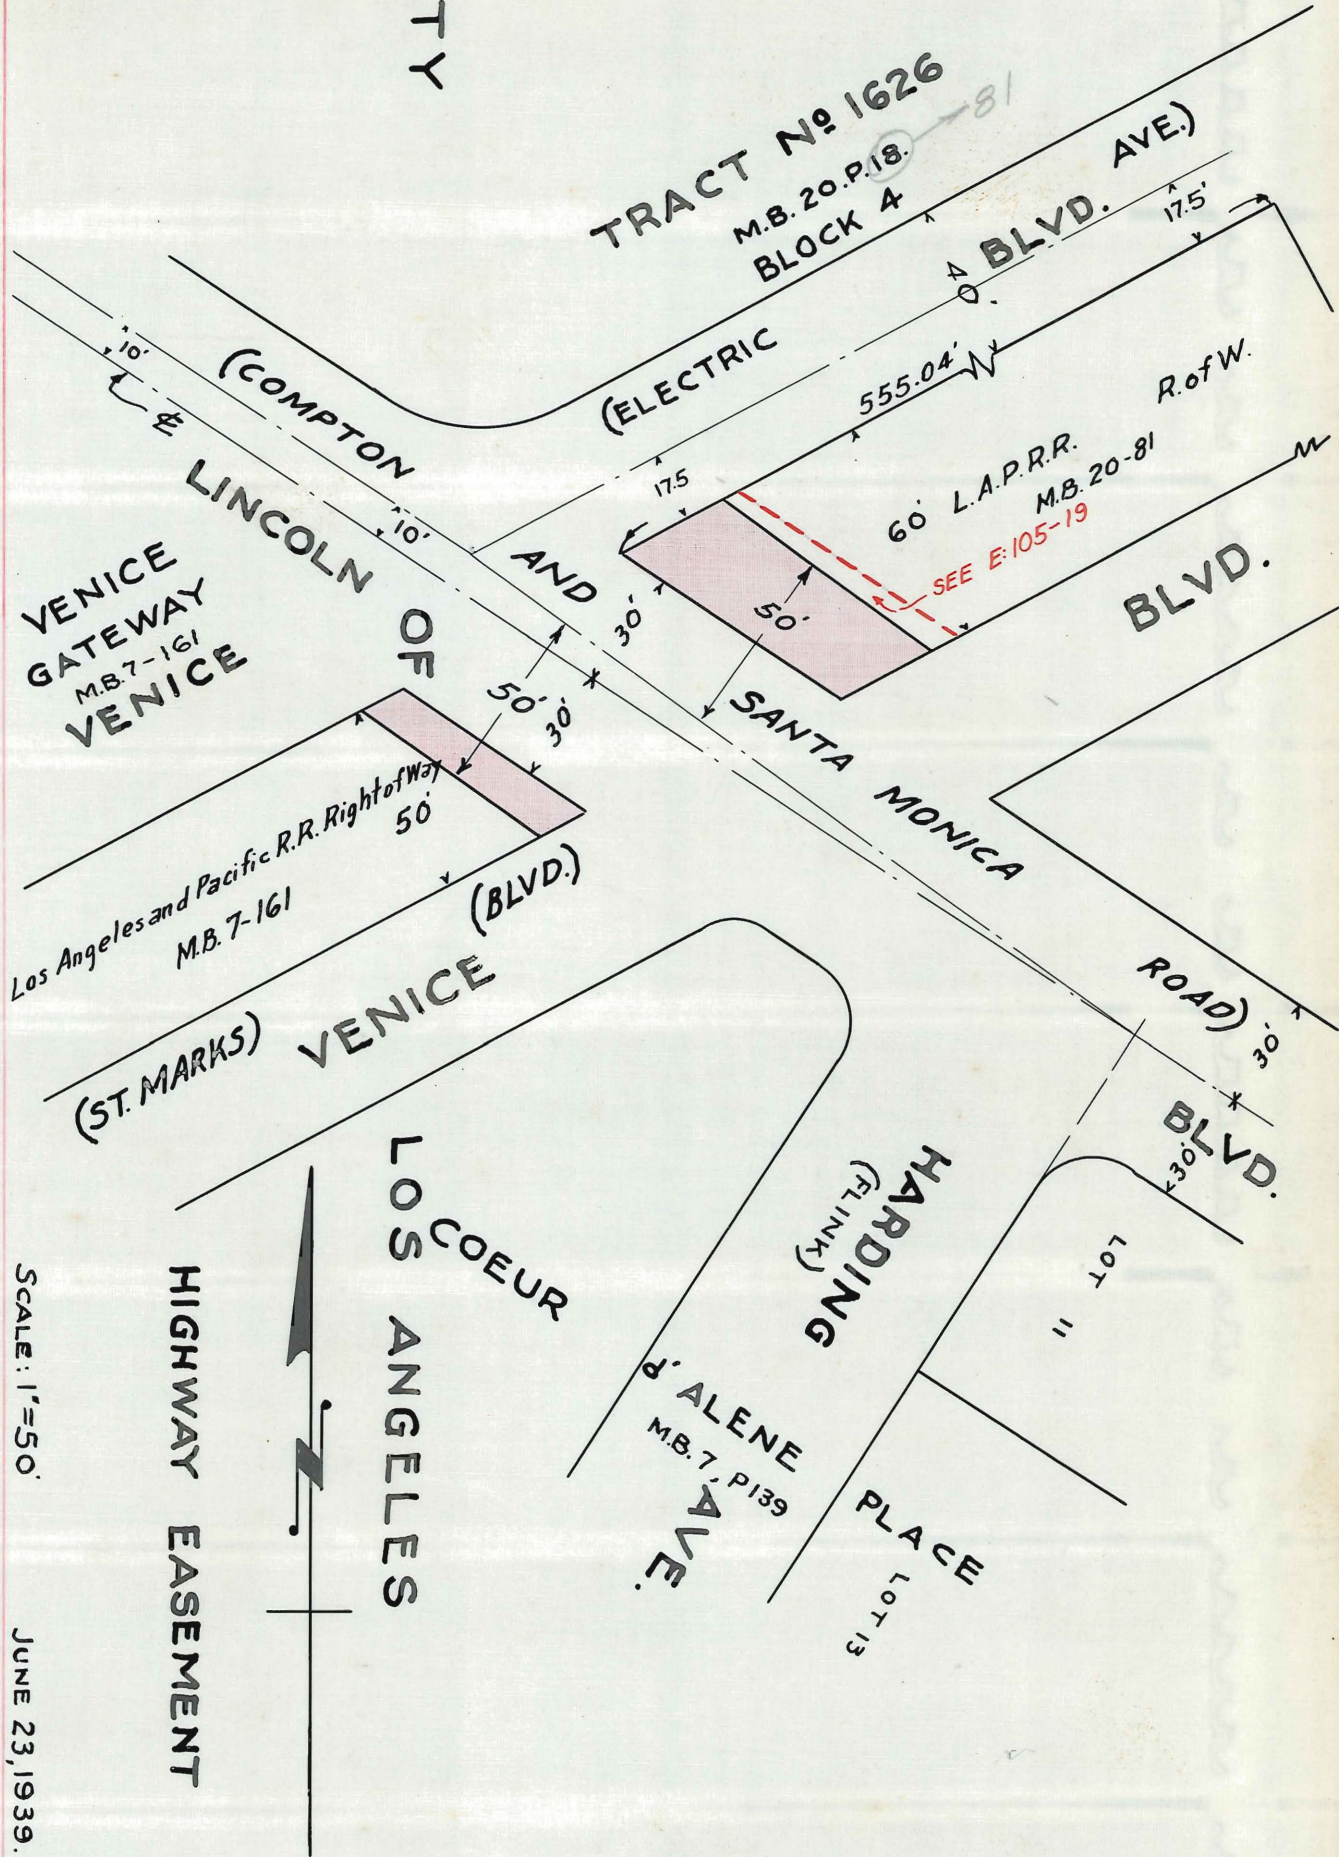 TY
TRACT Nº 1626
M.B. 20.P.18.
81
BLOCK 4
(ELECTRIC AVE.)
BLVD.
17.5'
40'
555.04'
60' L.A.P.R.R. R. of W.
M.B. 20-81
SEE E:105-19
17.5
10'
10'
℄
(COMPTON AND SANTA MONICA ROAD)
LINCOLN BLVD.
VENICE
GATEWAY
M.B.7-161
OF
VENICE
30'
50'
50'
30'
Los Angeles and Pacific R.R. Right of Way
50'
M.B. 7-161
(ST. MARKS) (BLVD.)
VENICE BLVD.
30'
30'
LOT 11
HARDING AVE.
(FLINK)
COEUR d'ALENE PLACE
M.B. 7, P139
LOT 13
LOS ANGELES
HIGHWAY EASEMENT
SCALE: 1"=50'
JUNE 23, 1939.